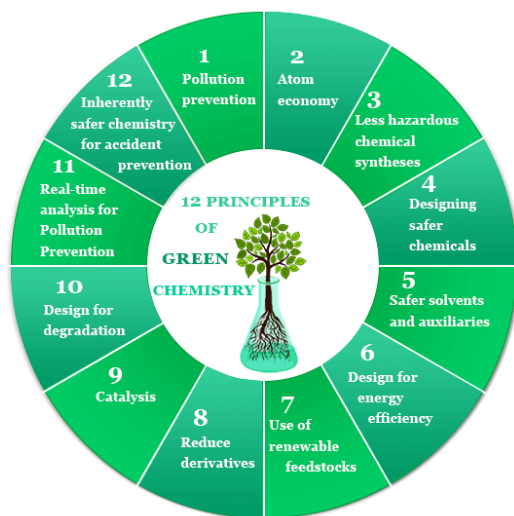 12 PRINCIPLES
OF
GREEN
CHEMISTRY
1
Pollution
prevention
2
Atom
economy
3
Less hazardous
chemical
syntheses
4
Designing
safer
chemicals
5
Safer solvents
and auxiliaries
6
Design for
energy
efficiency
7
Use of
renewable
feedstocks
8
Reduce
derivatives
9
Catalysis
10
Design for
degradation
11
Real-time
analysis for
Pollution
Prevention
12
Inherently
safer chemistry
for accident
prevention